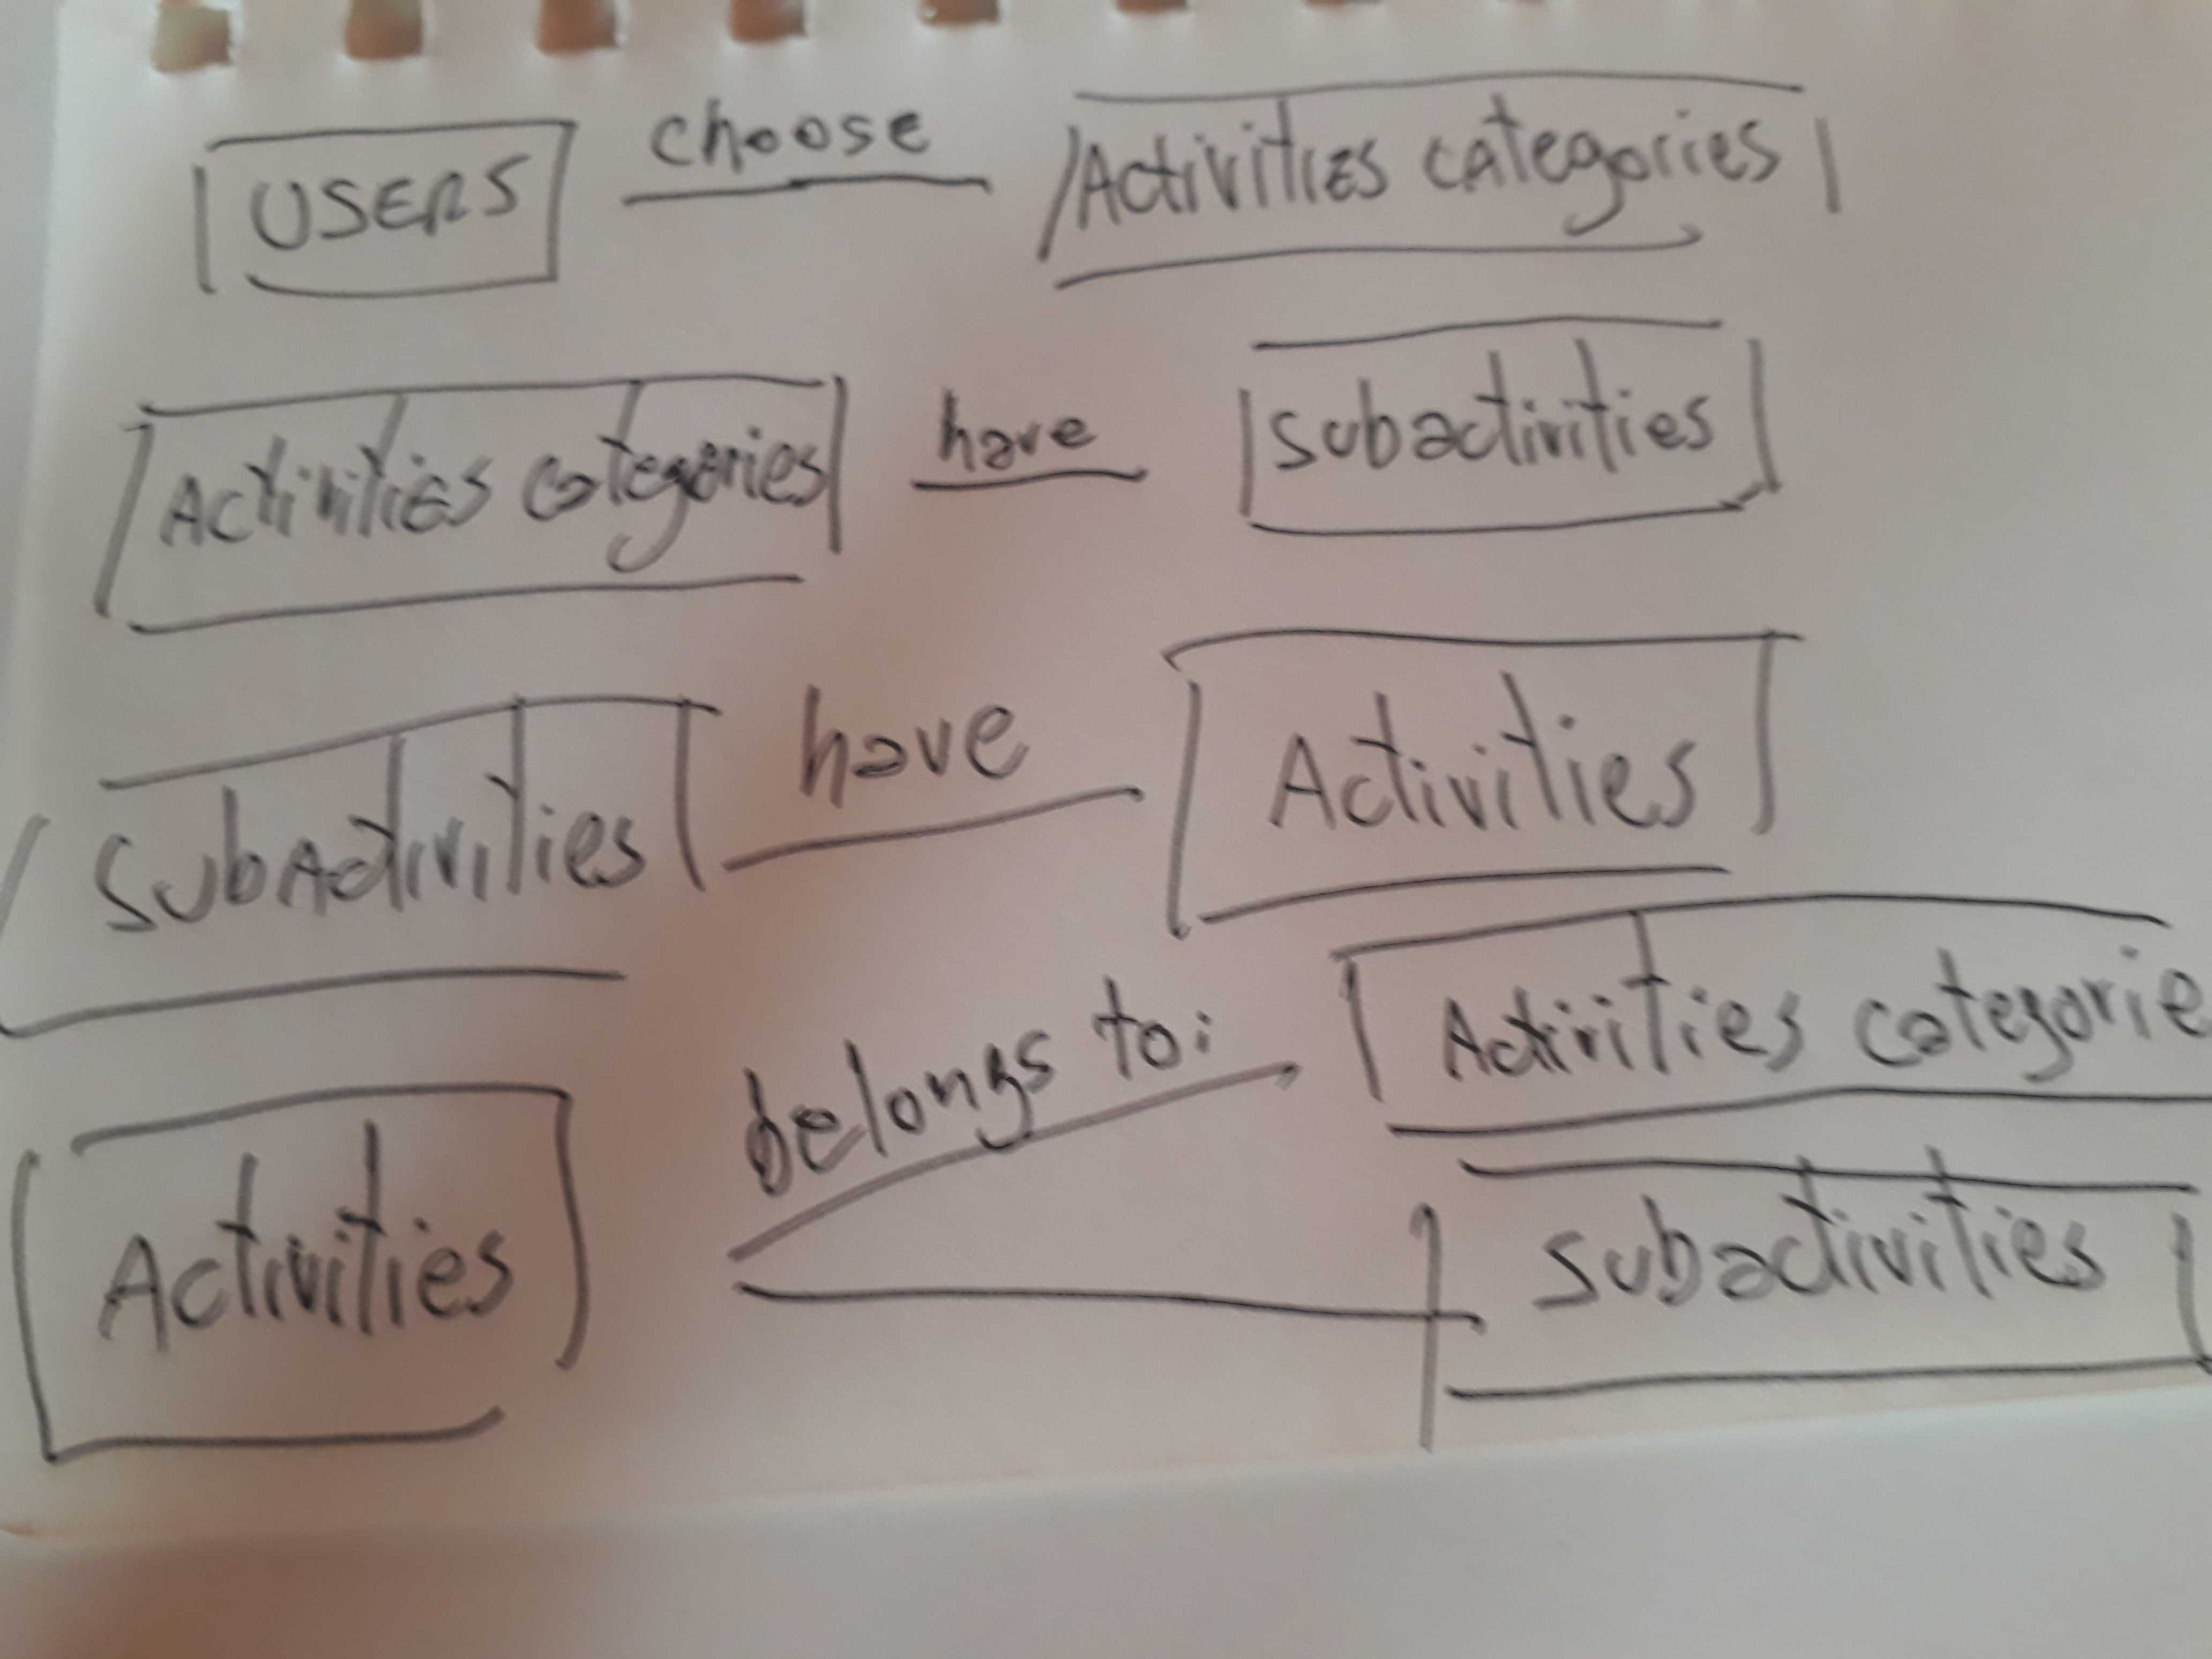 USERS choose Activities categories
Activities categories have Subactivities
SubActivities have Activities
belongs to: Activities categorie
Activities subactivities